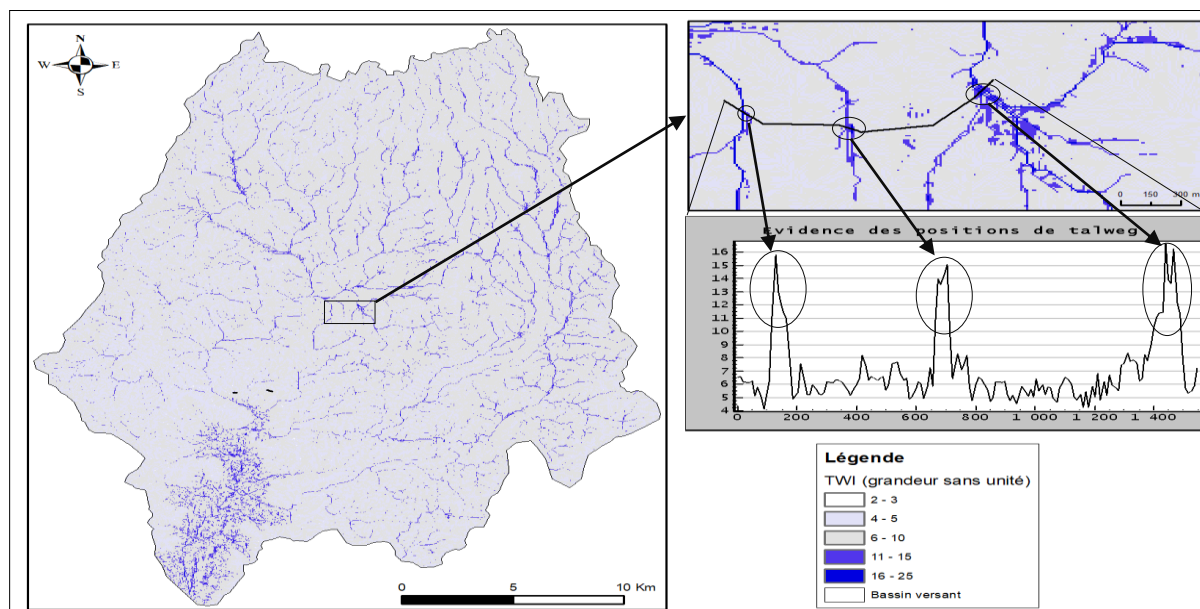 N
W E
S
0 5 10 Km
0 150 300 m
Evidence des positions de talweg
16
15
14
13
12
11
10
9
8
7
6
5
4
0 200 400 600 800 1 000 1 200 1 400
Légende
TWI (grandeur sans unité)
2 - 3
4 - 5
6 - 10
11 - 15
16 - 25
Bassin versant